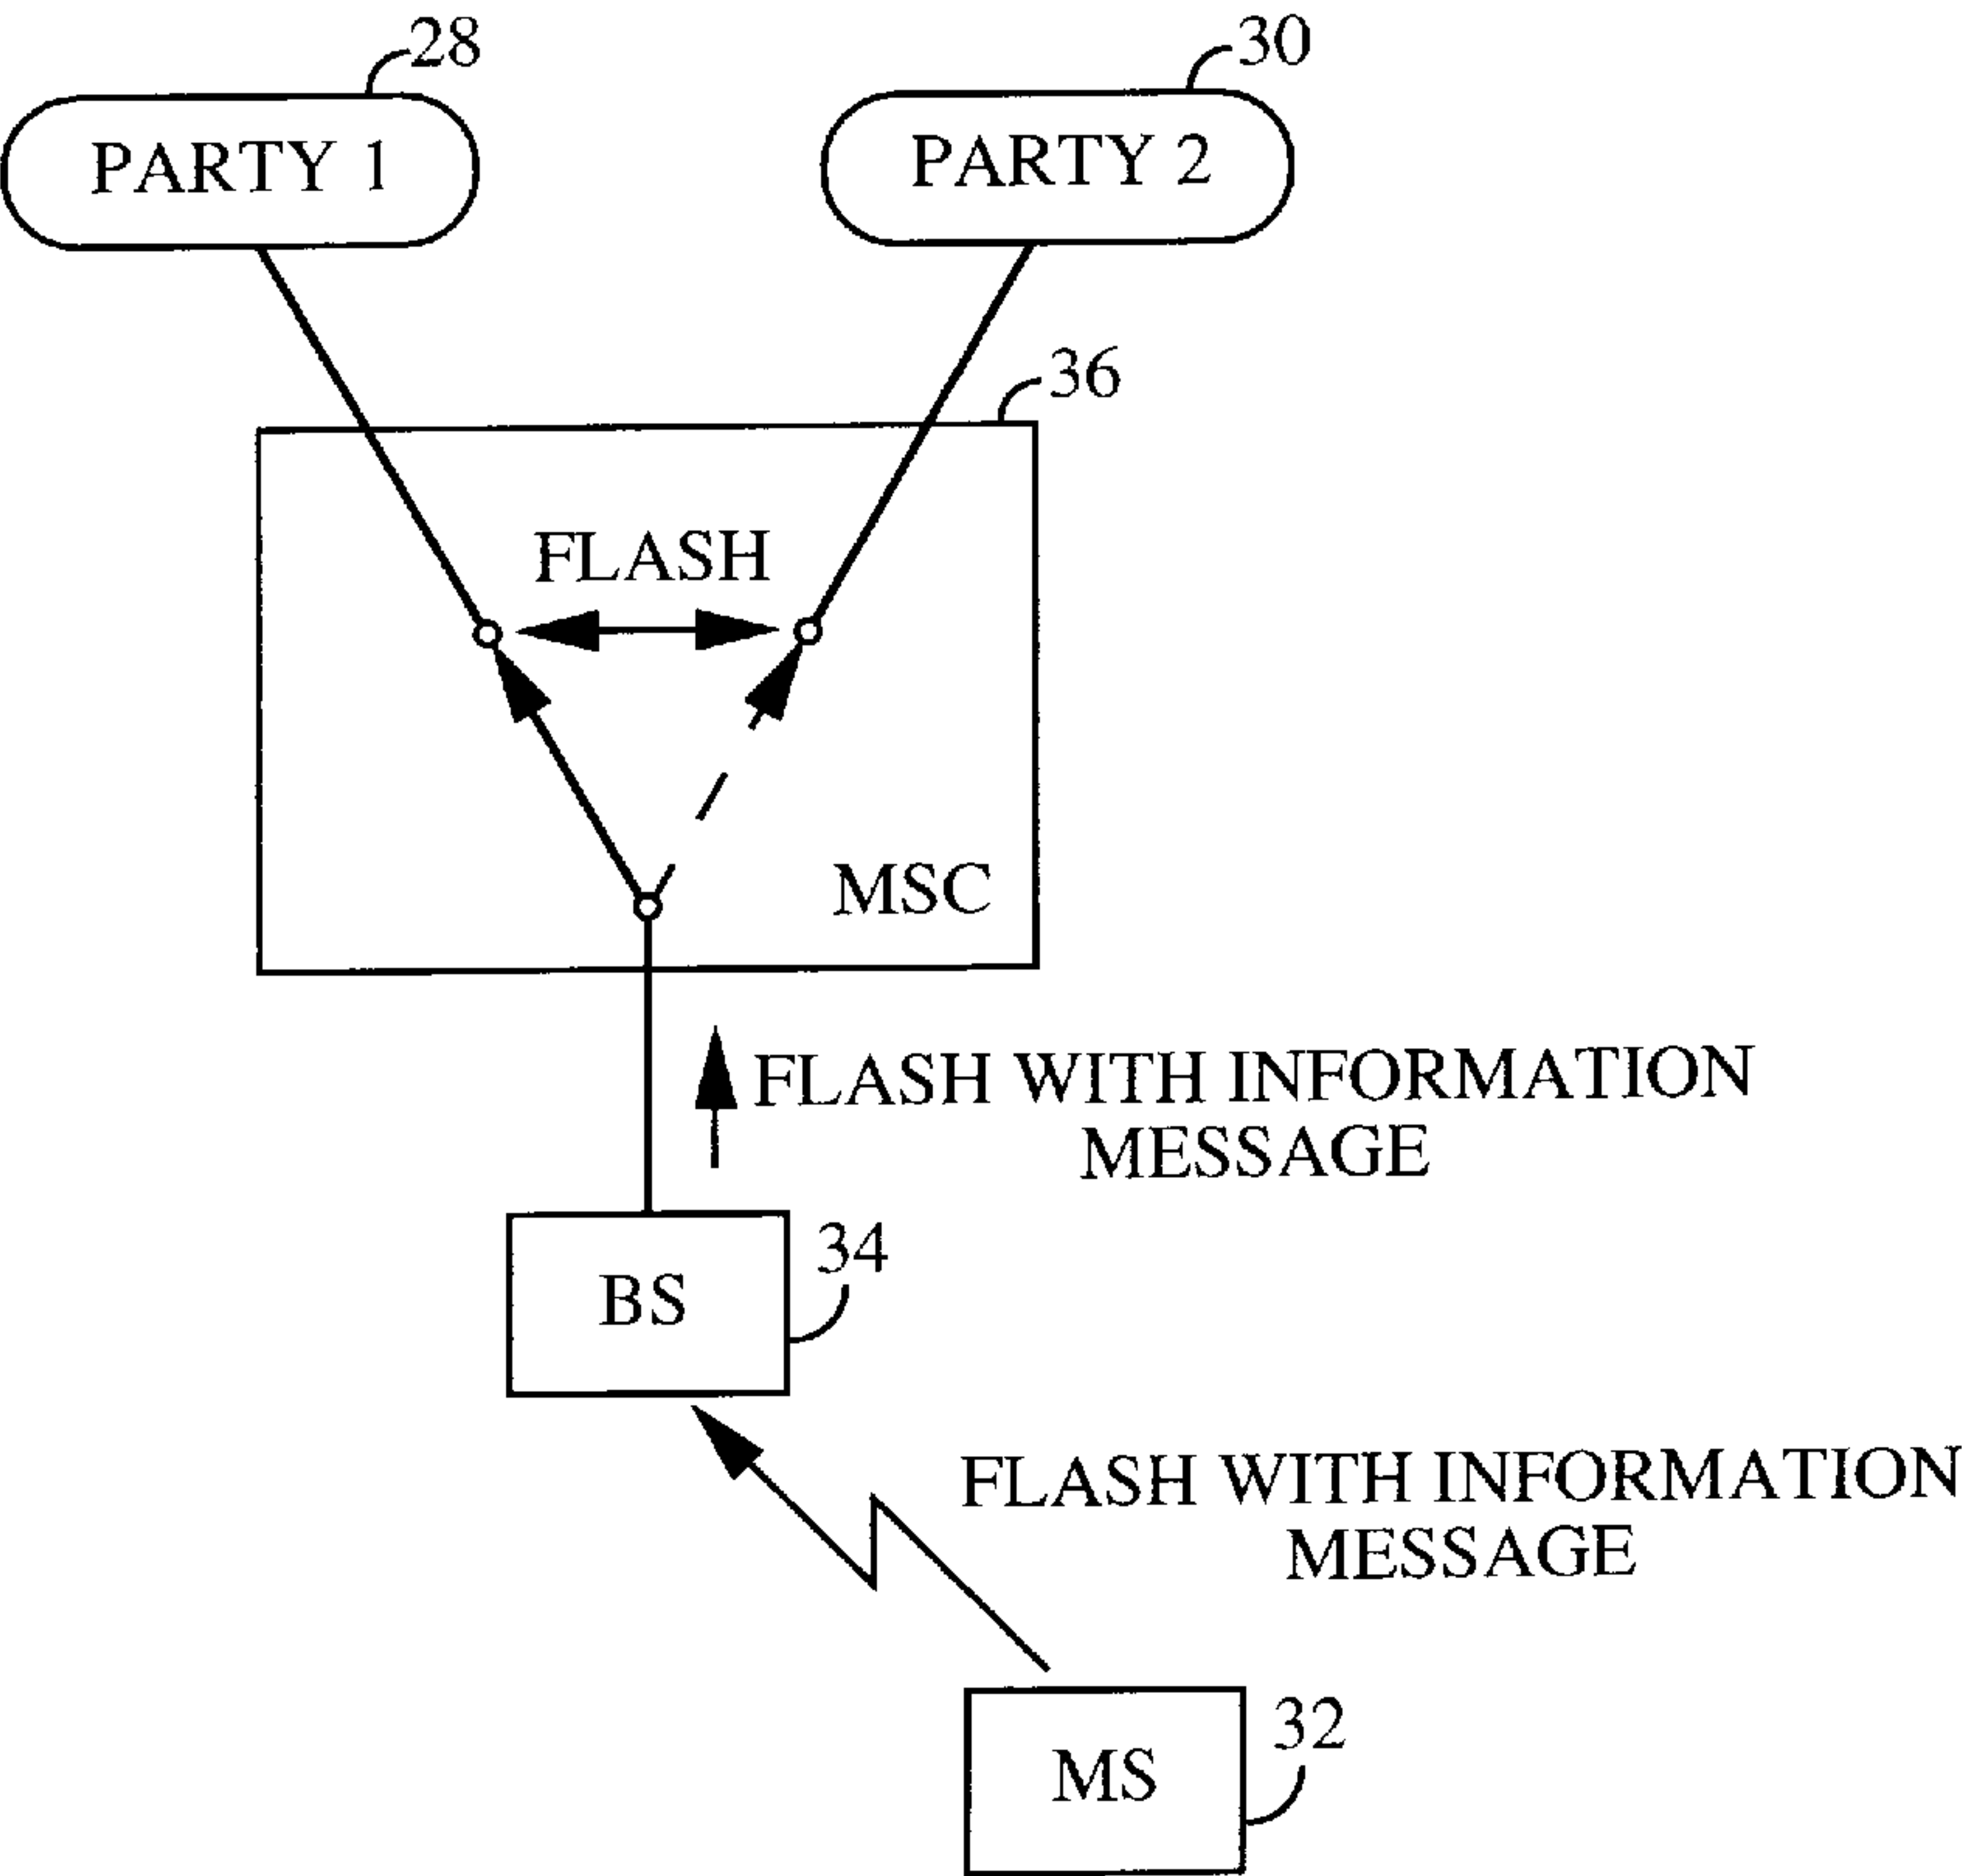 28
30
PARTY 1
PARTY 2
36
FLASH
MSC
FLASH WITH INFORMATION
MESSAGE
34
BS
FLASH WITH INFORMATION
MESSAGE
32
MS